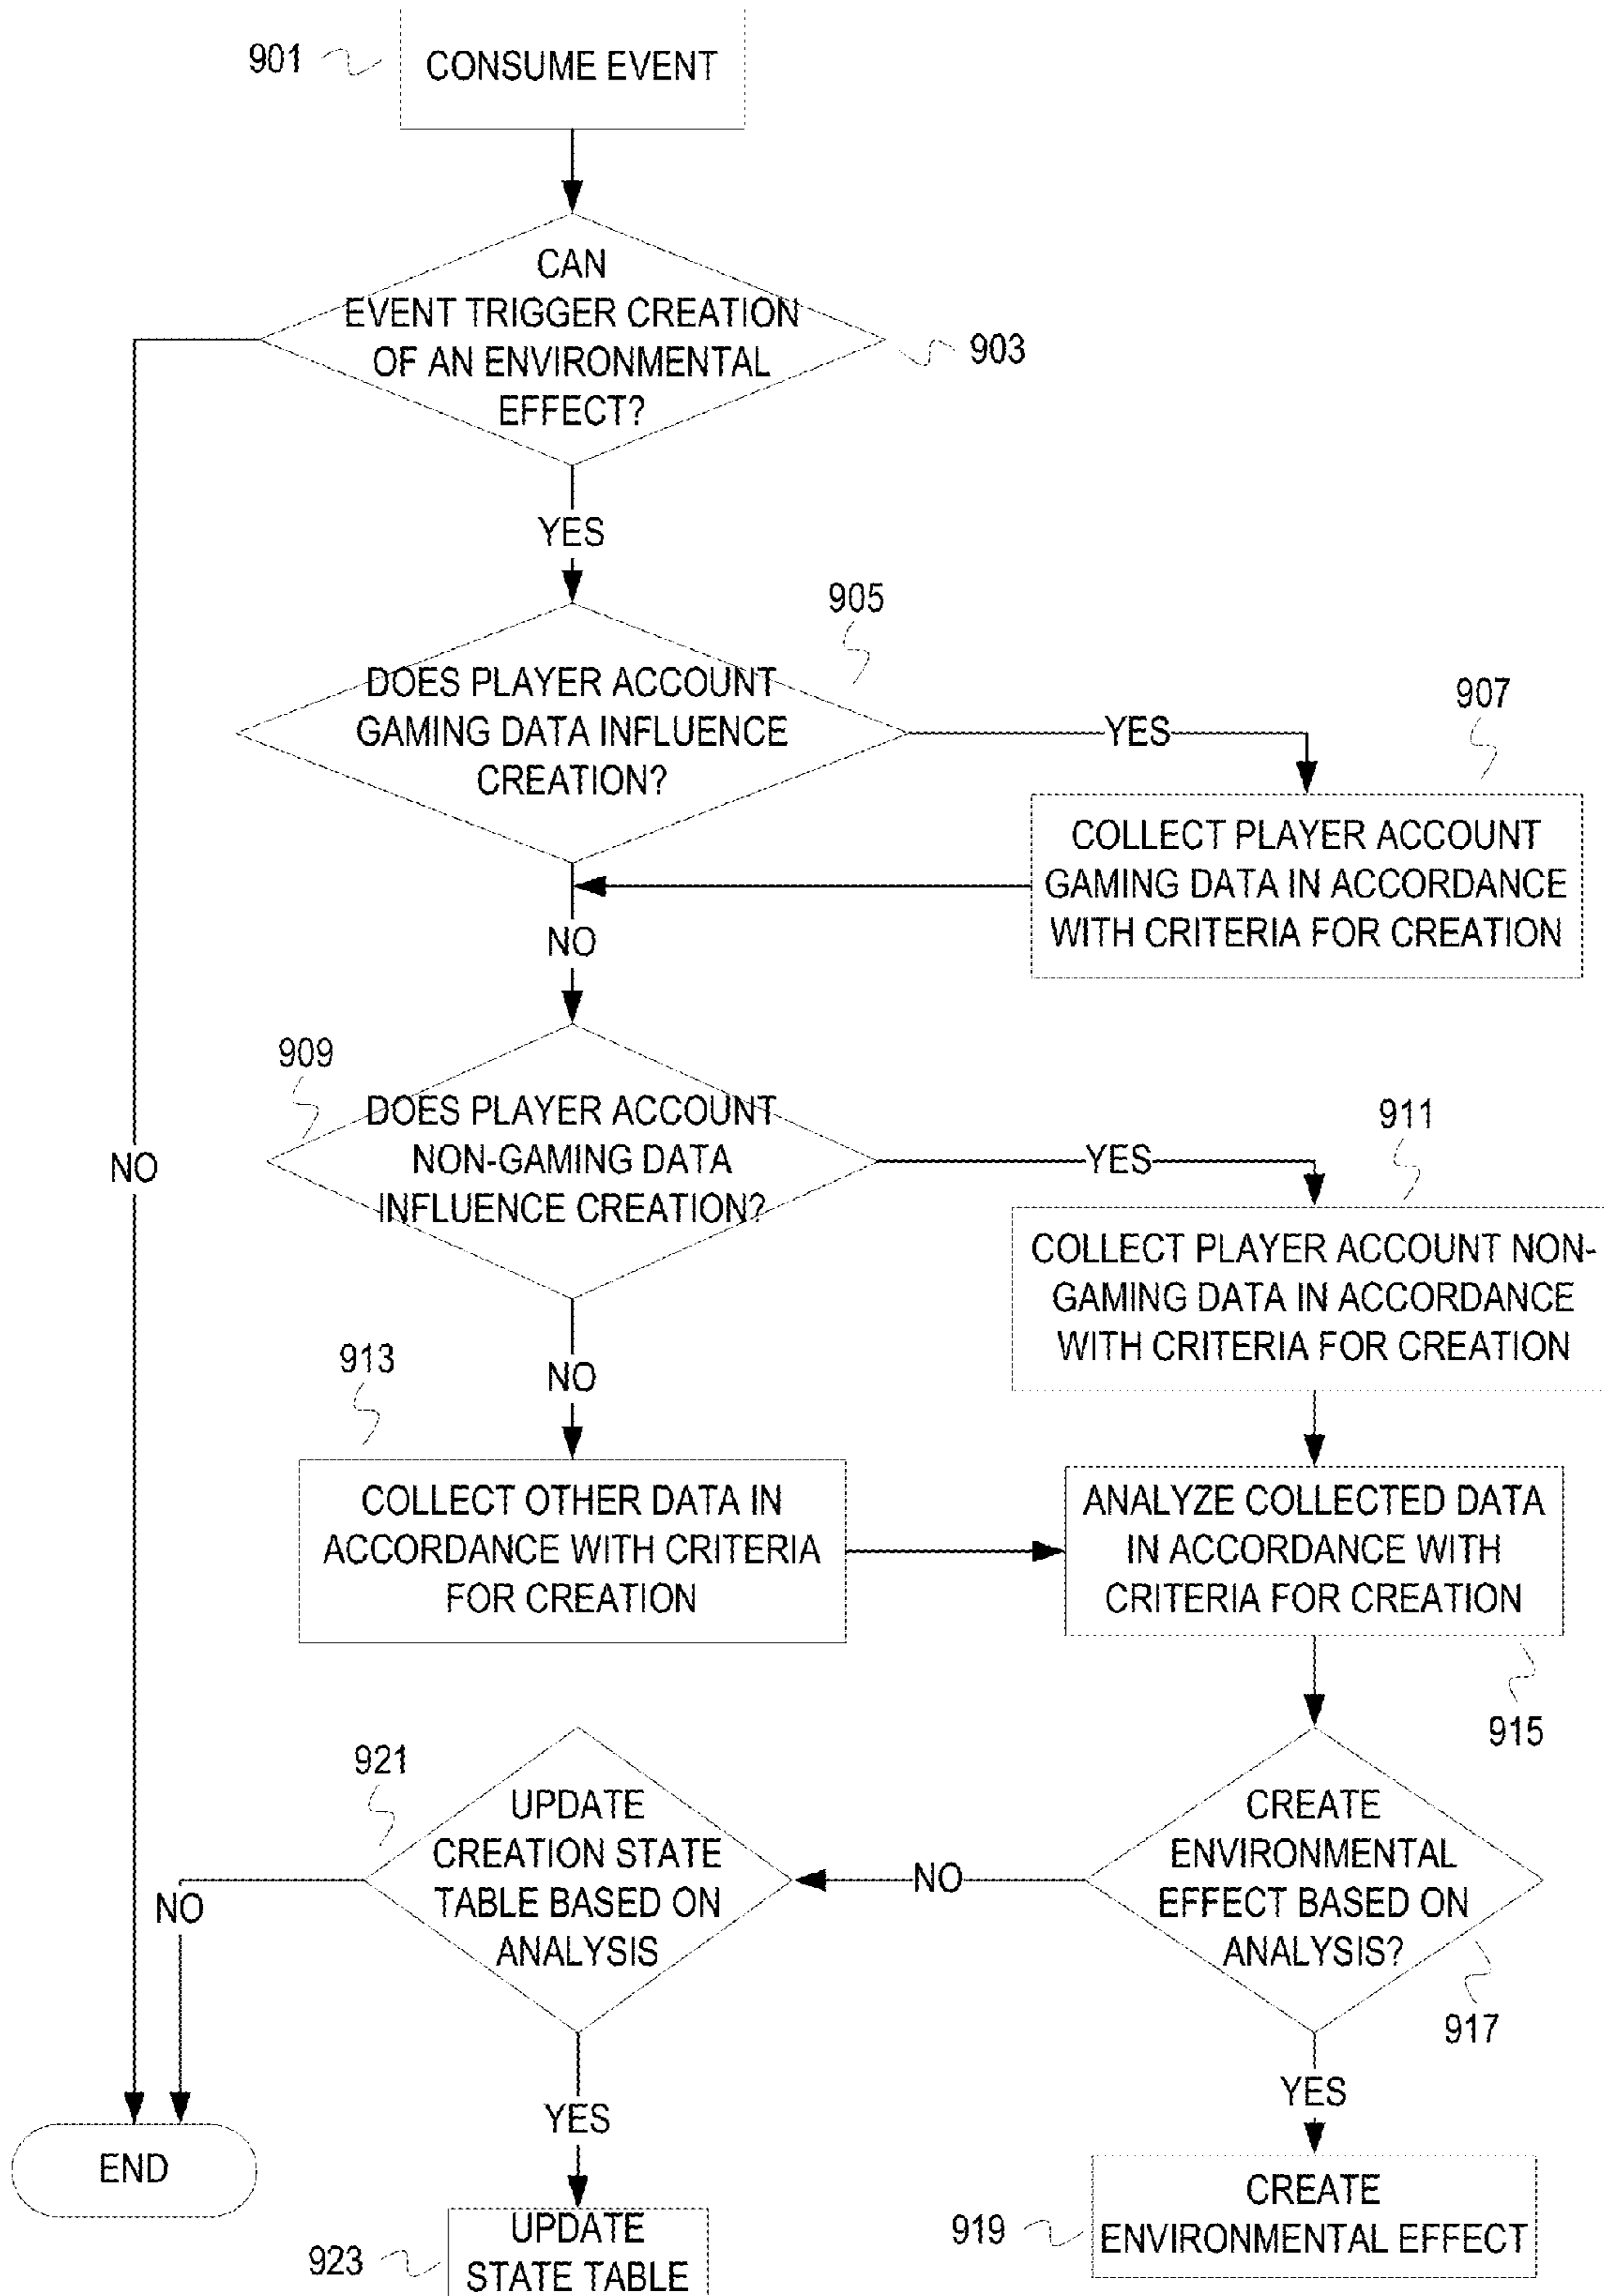 901
CONSUME EVENT
CAN
EVENT TRIGGER CREATION
OF AN ENVIRONMENTAL
EFFECT?
903
YES
905
DOES PLAYER ACCOUNT
GAMING DATA INFLUENCE
CREATION?
YES
907
COLLECT PLAYER ACCOUNT
GAMING DATA IN ACCORDANCE
WITH CRITERIA FOR CREATION
NO
909
DOES PLAYER ACCOUNT
NON-GAMING DATA
INFLUENCE CREATION?
NO
YES
911
COLLECT PLAYER ACCOUNT NON-
GAMING DATA IN ACCORDANCE
WITH CRITERIA FOR CREATION
NO
913
COLLECT OTHER DATA IN
ACCORDANCE WITH CRITERIA
FOR CREATION
ANALYZE COLLECTED DATA
IN ACCORDANCE WITH
CRITERIA FOR CREATION
915
921
UPDATE
CREATION STATE
TABLE BASED ON
ANALYSIS
NO
CREATE
ENVIRONMENTAL
EFFECT BASED ON
ANALYSIS?
917
NO
YES
YES
END
923
UPDATE
STATE TABLE
919
CREATE
ENVIRONMENTAL EFFECT